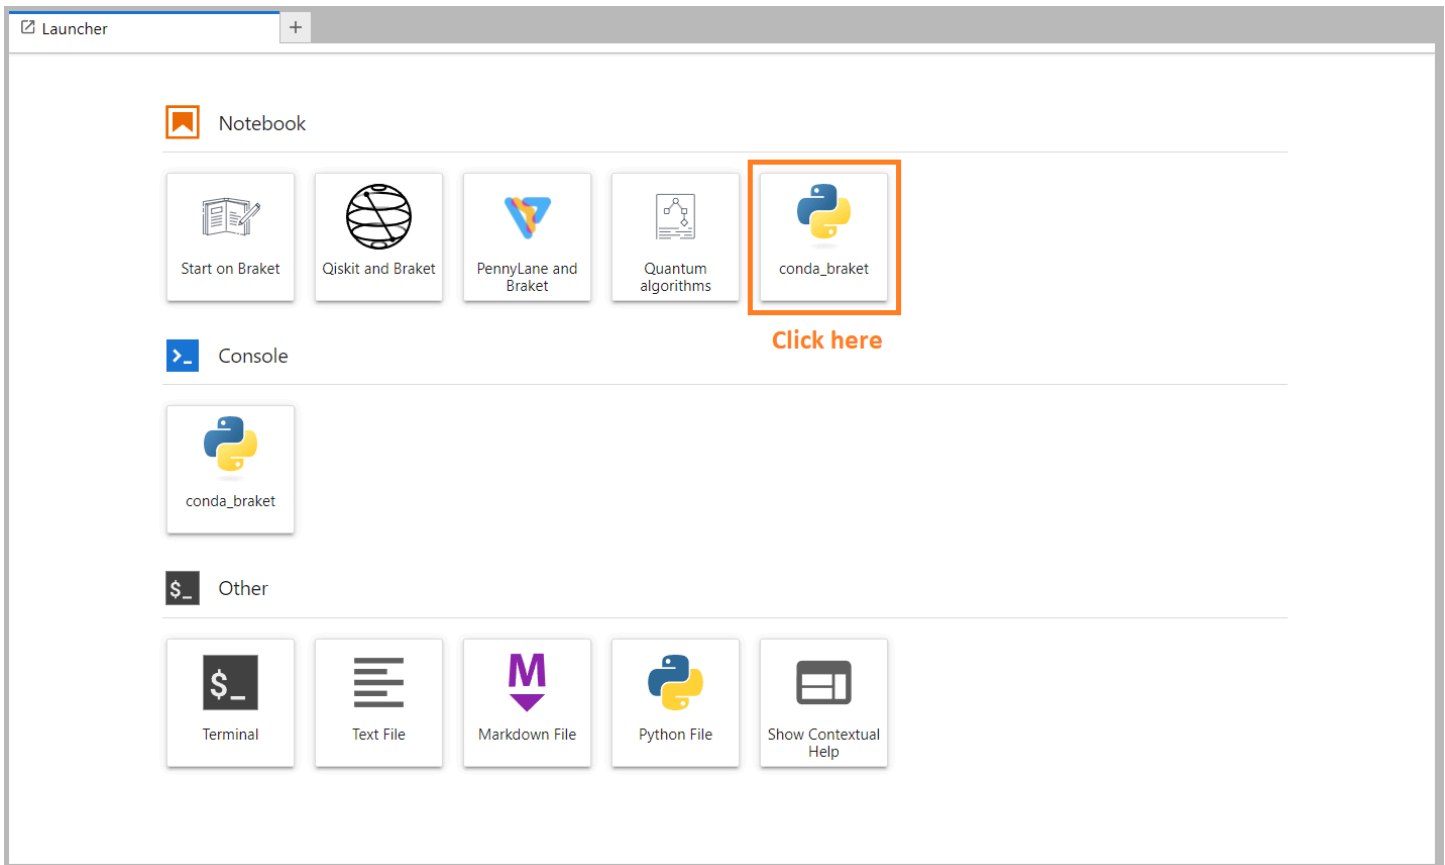 Launcher
+
Notebook
Start on Braket
Qiskit and Braket
PennyLane and
Braket
Quantum
algorithms
conda_braket
Click here
>_
Console
conda_braket
$_
Other
$_
Terminal
Text File
M
Markdown File
Python File
Show Contextual
Help